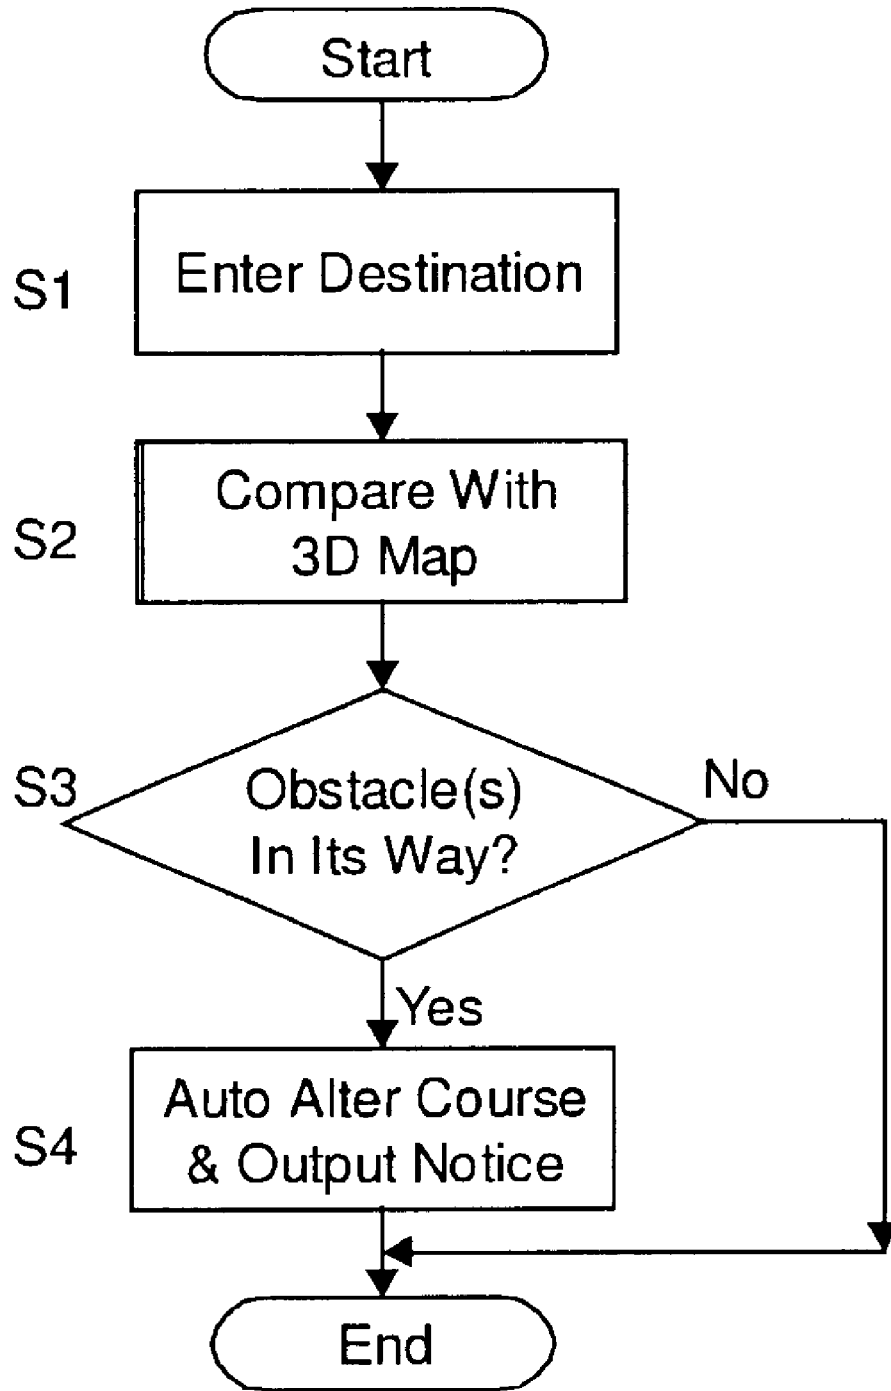 Start
S1
Enter Destination
S2
Compare With
3D Map
S3
Obstacle(s)
In Its Way?
No
Yes
S4
Auto Alter Course
& Output Notice
End